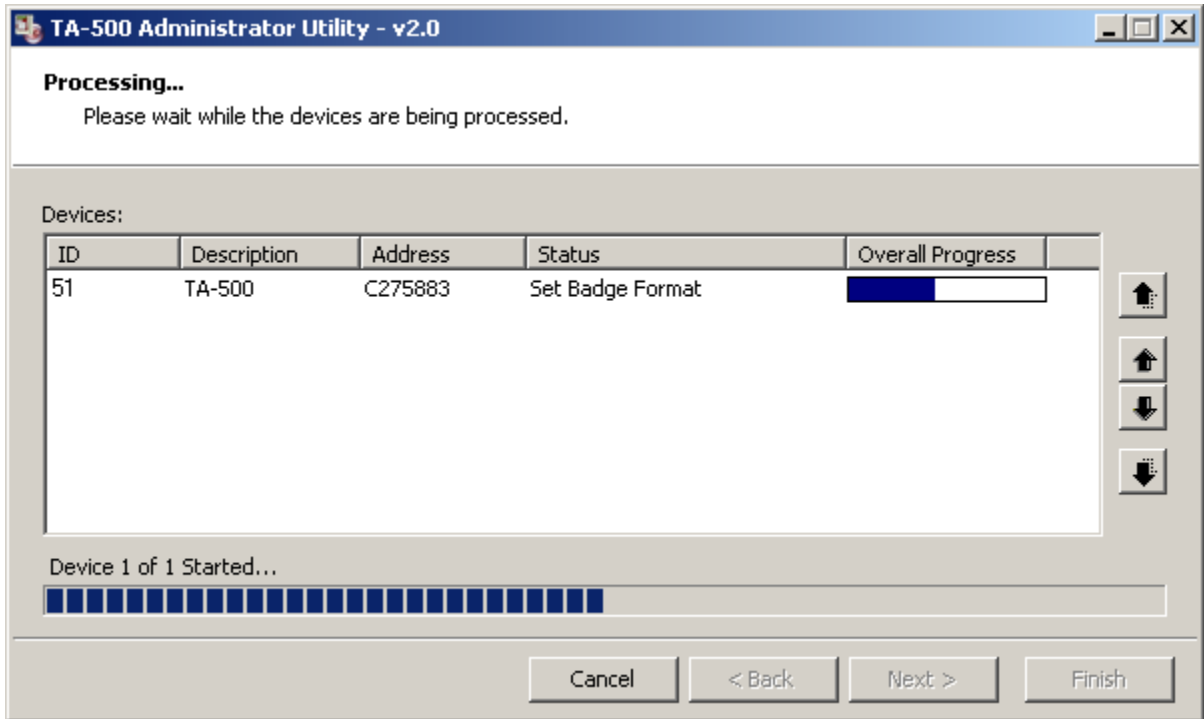 TA-500 Administrator Utility - v2.0
Processing...
Please wait while the devices are being processed.
Devices:
ID Description Address Status Overall Progress
51 TA-500 C275883 Set Badge Format
Device 1 of 1 Started...
Cancel < Back Next > Finish